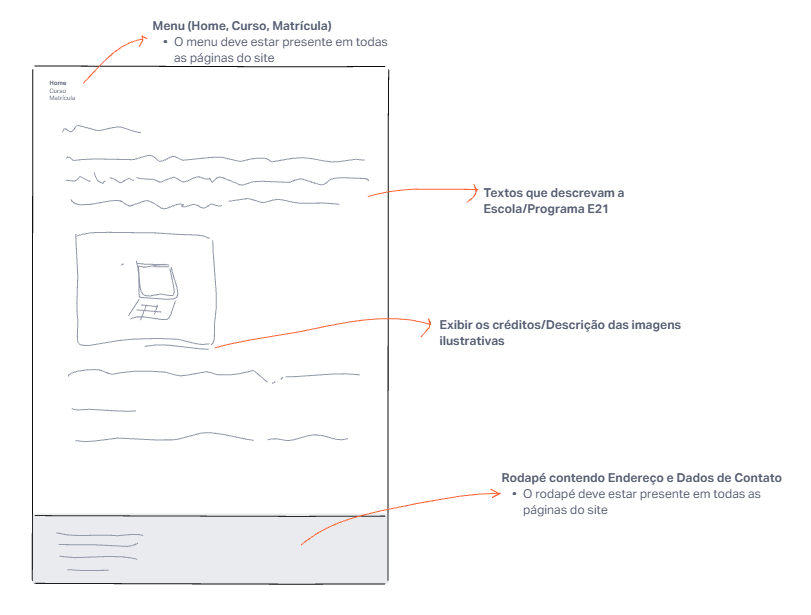 Menu (Home, Curso, Matrícula)
• O menu deve estar presente em todas
as páginas do site
Home
Curso
Matrícula
Textos que descrevam a
Escola/Programa E21
Exibir os créditos/Descrição das imagens
ilustrativas
Rodapé contendo Endereço e Dados de Contato
• O rodapé deve estar presente em todas as
páginas do site